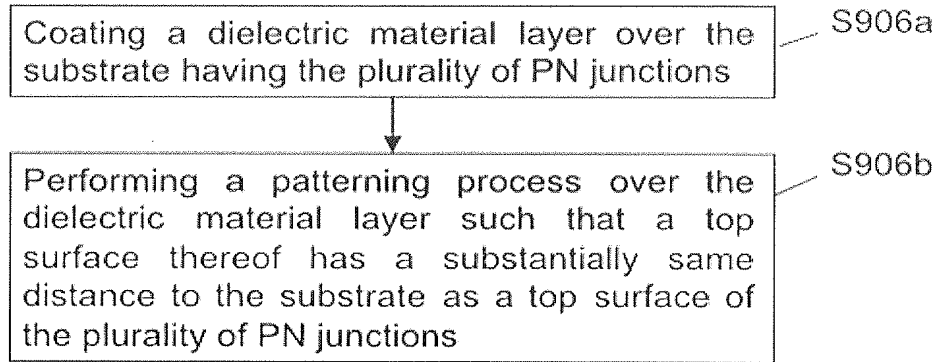 Coating a dielectric material layer over the
substrate having the plurality of PN junctions
S906a
Performing a patterning process over the
dielectric material layer such that a top
surface thereof has a substantially same
distance to the substrate as a top surface of
the plurality of PN junctions
S906b